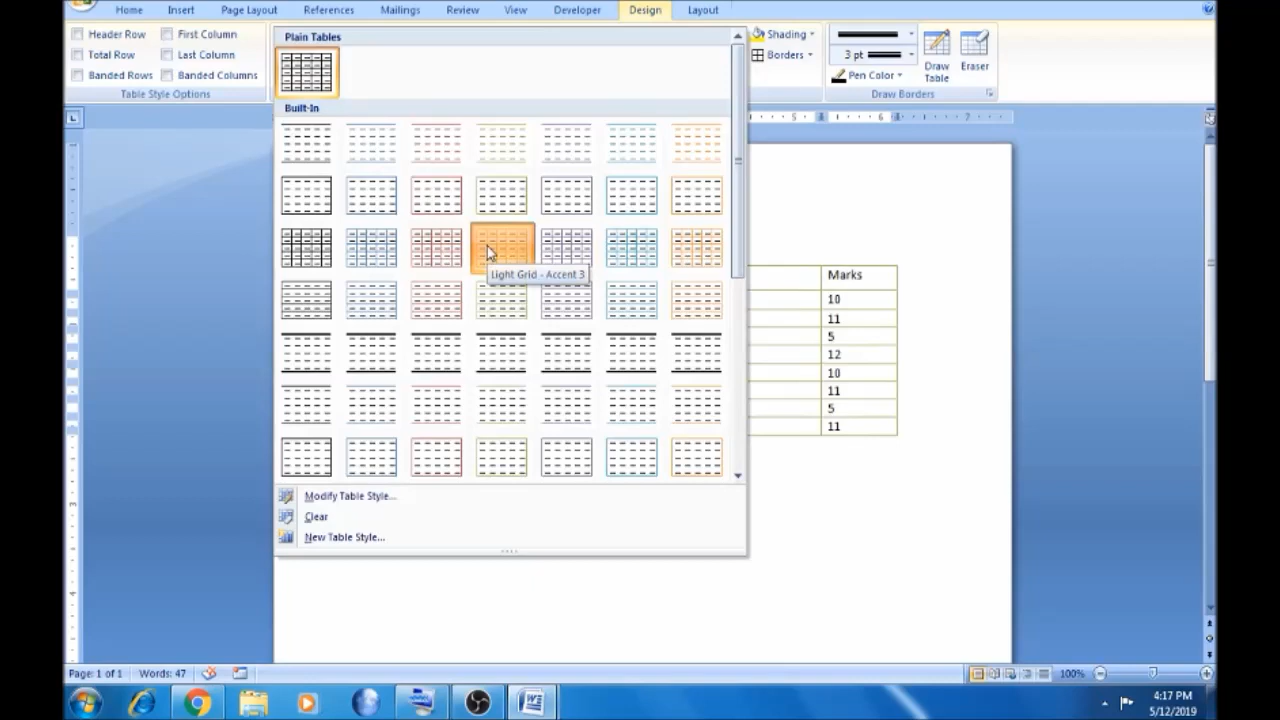 Home Insert Page Layout References Mailings Review View Developer Design Layout
Header Row First Column
Total Row Last Column
Banded Rows Banded Columns
Table Style Options
Plain Tables
Built-In
Light Grid - Accent 3
Modify Table Style...
Clear
New Table Style...
Shading
Borders
3 pt
Pen Color
Draw Table
Eraser
Draw Borders
5 6 7
Marks
10
11
5
12
10
11
5
11
Page: 1 of 1 Words: 47 100%
4:17 PM
5/12/2019